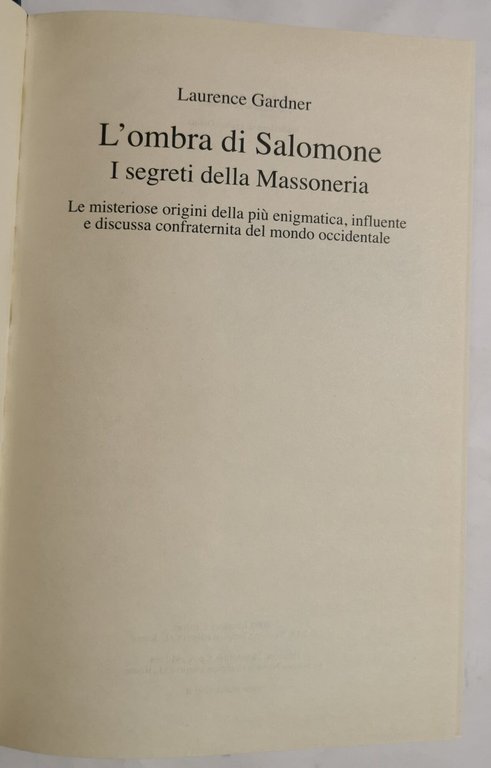 Laurence Gardner
L'ombra di Salomone
I segreti della Massoneria
Le misteriose origini della più enigmatica, influente
e discussa confraternita del mondo occidentale